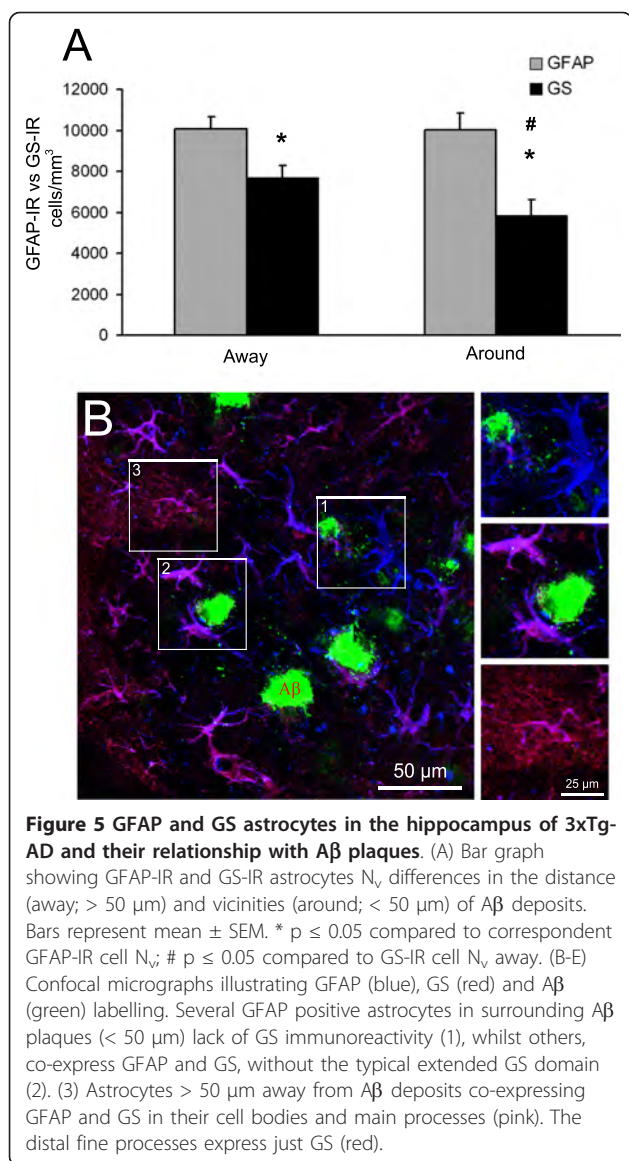 A
GFAP
GS
12000
10000
8000
6000
4000
2000
0
GFAP-IR vs GS-IR
cells/mm³
*
#
*
Away
Around
B
3
1
2
Aβ
50 µm
25 µm
Figure 5 GFAP and GS astrocytes in the hippocampus of 3xTg-
AD and their relationship with Aβ plaques. (A) Bar graph
showing GFAP-IR and GS-IR astrocytes Nv differences in the distance
(away; > 50 μm) and vicinities (around; < 50 μm) of Aβ deposits.
Bars represent mean ± SEM. * p ≤ 0.05 compared to correspondent
GFAP-IR cell Nv; # p ≤ 0.05 compared to GS-IR cell Nv away. (B-E)
Confocal micrographs illustrating GFAP (blue), GS (red) and Aβ
(green) labelling. Several GFAP positive astrocytes in surrounding Aβ
plaques (< 50 μm) lack of GS immunoreactivity (1), whilst others,
co-express GFAP and GS, without the typical extended GS domain
(2). (3) Astrocytes > 50 μm away from Aβ deposits co-expressing
GFAP and GS in their cell bodies and main processes (pink). The
distal fine processes express just GS (red).